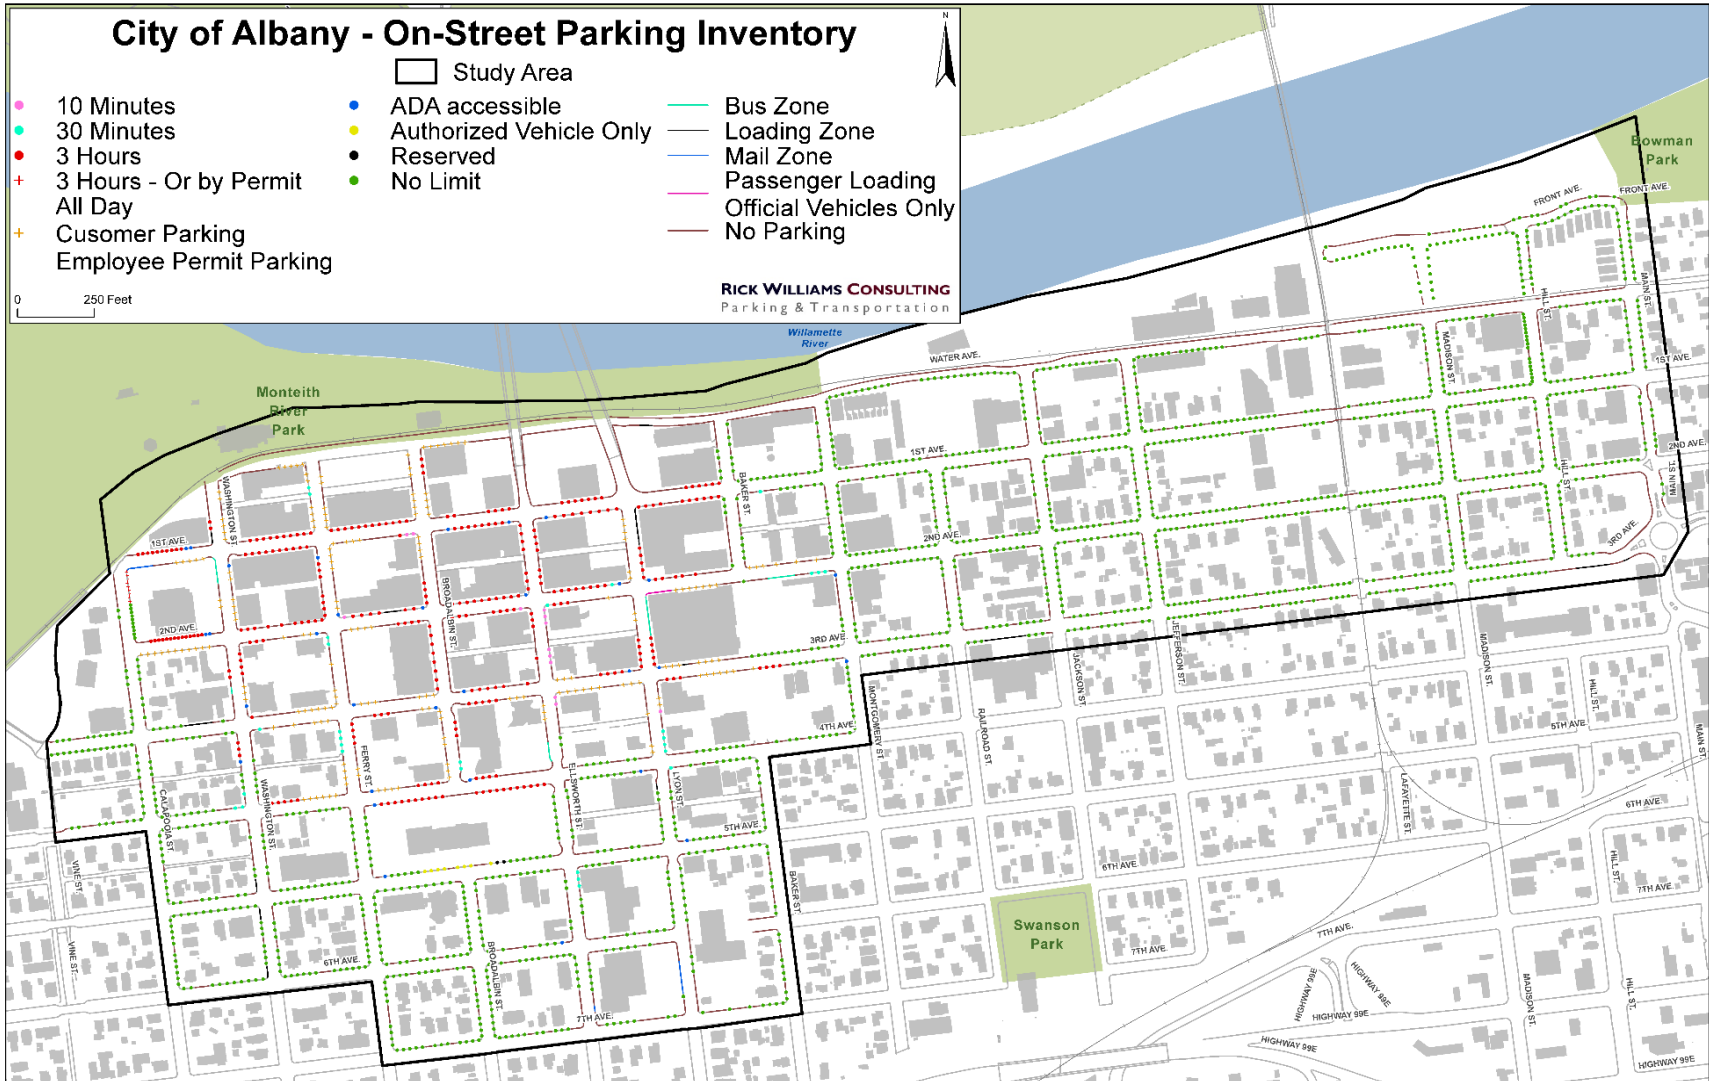 City of Albany - On-Street Parking Inventory
N
Study Area
10 Minutes
30 Minutes
3 Hours
3 Hours - Or by Permit
All Day
Cusomer Parking
Employee Permit Parking
ADA accessible
Authorized Vehicle Only
Reserved
No Limit
Bus Zone
Loading Zone
Mail Zone
Passenger Loading
Official Vehicles Only
No Parking
0 250 Feet
RICK WILLIAMS CONSULTING
Parking & Transportation
Bowman
Park
FRONT AVE.
FRONT AVE.
Willamette
River
WATER AVE.
Monteith
River
Park
MAIN ST.
HILL ST.
MADISON ST.
1ST AVE.
1ST AVE.
2ND AVE.
MAIN ST.
HILL ST.
3RD AVE.
BAKER ST.
2ND AVE.
WASHINGTON ST.
1ST AVE.
BROADALBIN ST.
2ND AVE.
3RD AVE.
JEFFERSON ST.
JACKSON ST.
MADISON ST.
HILL ST.
MAIN ST.
MONTGOMERY ST.
RAILROAD ST.
4TH AVE.
5TH AVE.
FERRY ST.
ELLSWORTH ST.
LYON ST.
WASHINGTON ST.
CALAPOOIA ST.
LAFAYETTE ST.
5TH AVE.
6TH AVE.
6TH AVE.
VINE ST.
BAKER ST.
HILL ST.
7TH AVE.
Swanson
Park
7TH AVE.
7TH AVE.
VINE ST.
6TH AVE.
BROADALBIN ST.
7TH AVE.
HIGHWAY 99E
HIGHWAY 99E
HIGHWAY 99E
HIGHWAY 99E
MADISON ST.
HILL ST.
HIGHWAY 99E